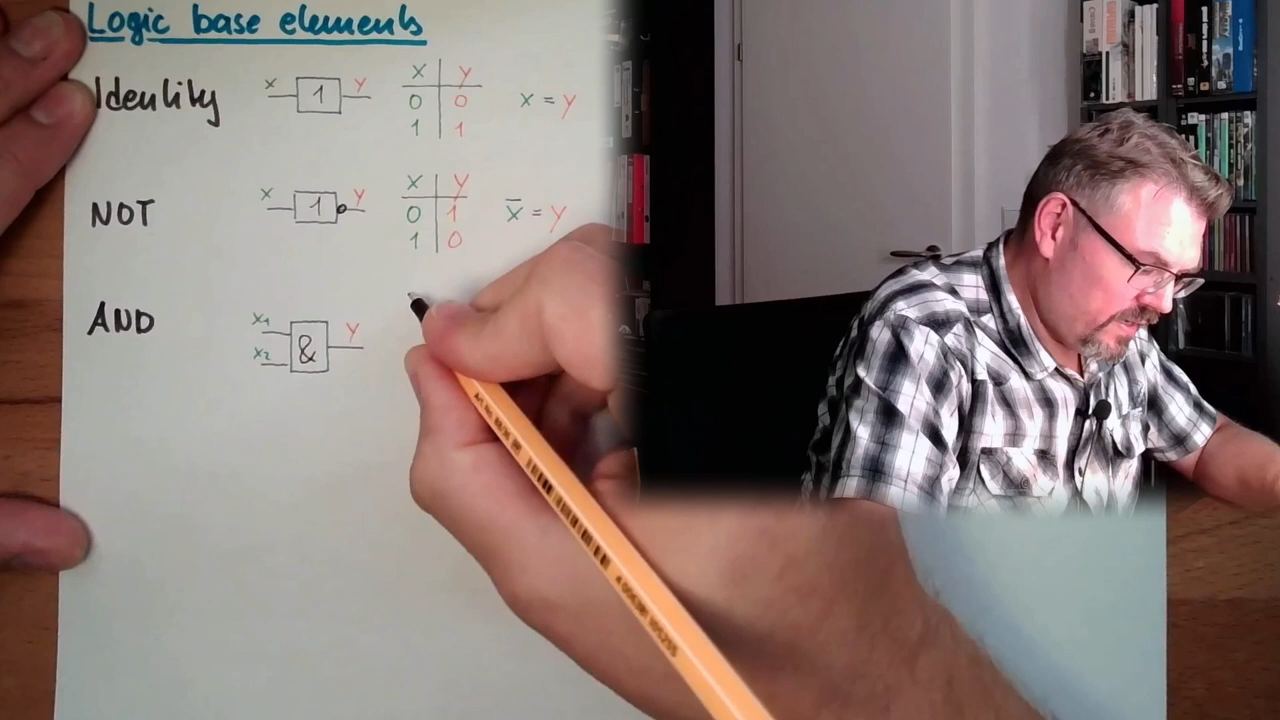 Logic base elements
Identity x 1 y x y x = y
0 0
1 1
NOT x 1 y x y x̅ = y
0 1
1 0
AND x1 x2 & y